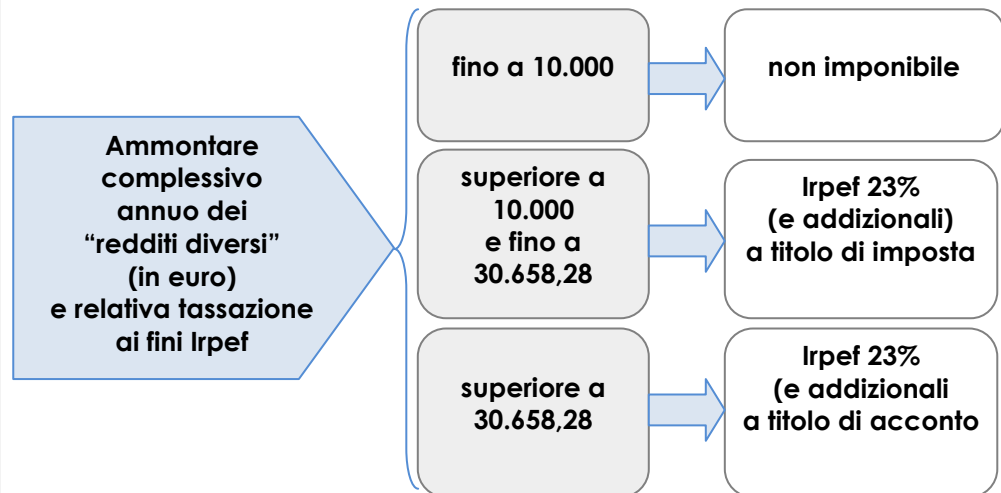 Ammontare
complessivo
annuo dei
“redditi diversi”
(in euro)
e relativa tassazione
ai fini Irpef
fino a 10.000
non imponibile
superiore a
10.000
e fino a
30.658,28
Irpef 23%
(e addizionali)
a titolo di imposta
superiore a
30.658,28
Irpef 23%
(e addizionali
a titolo di acconto